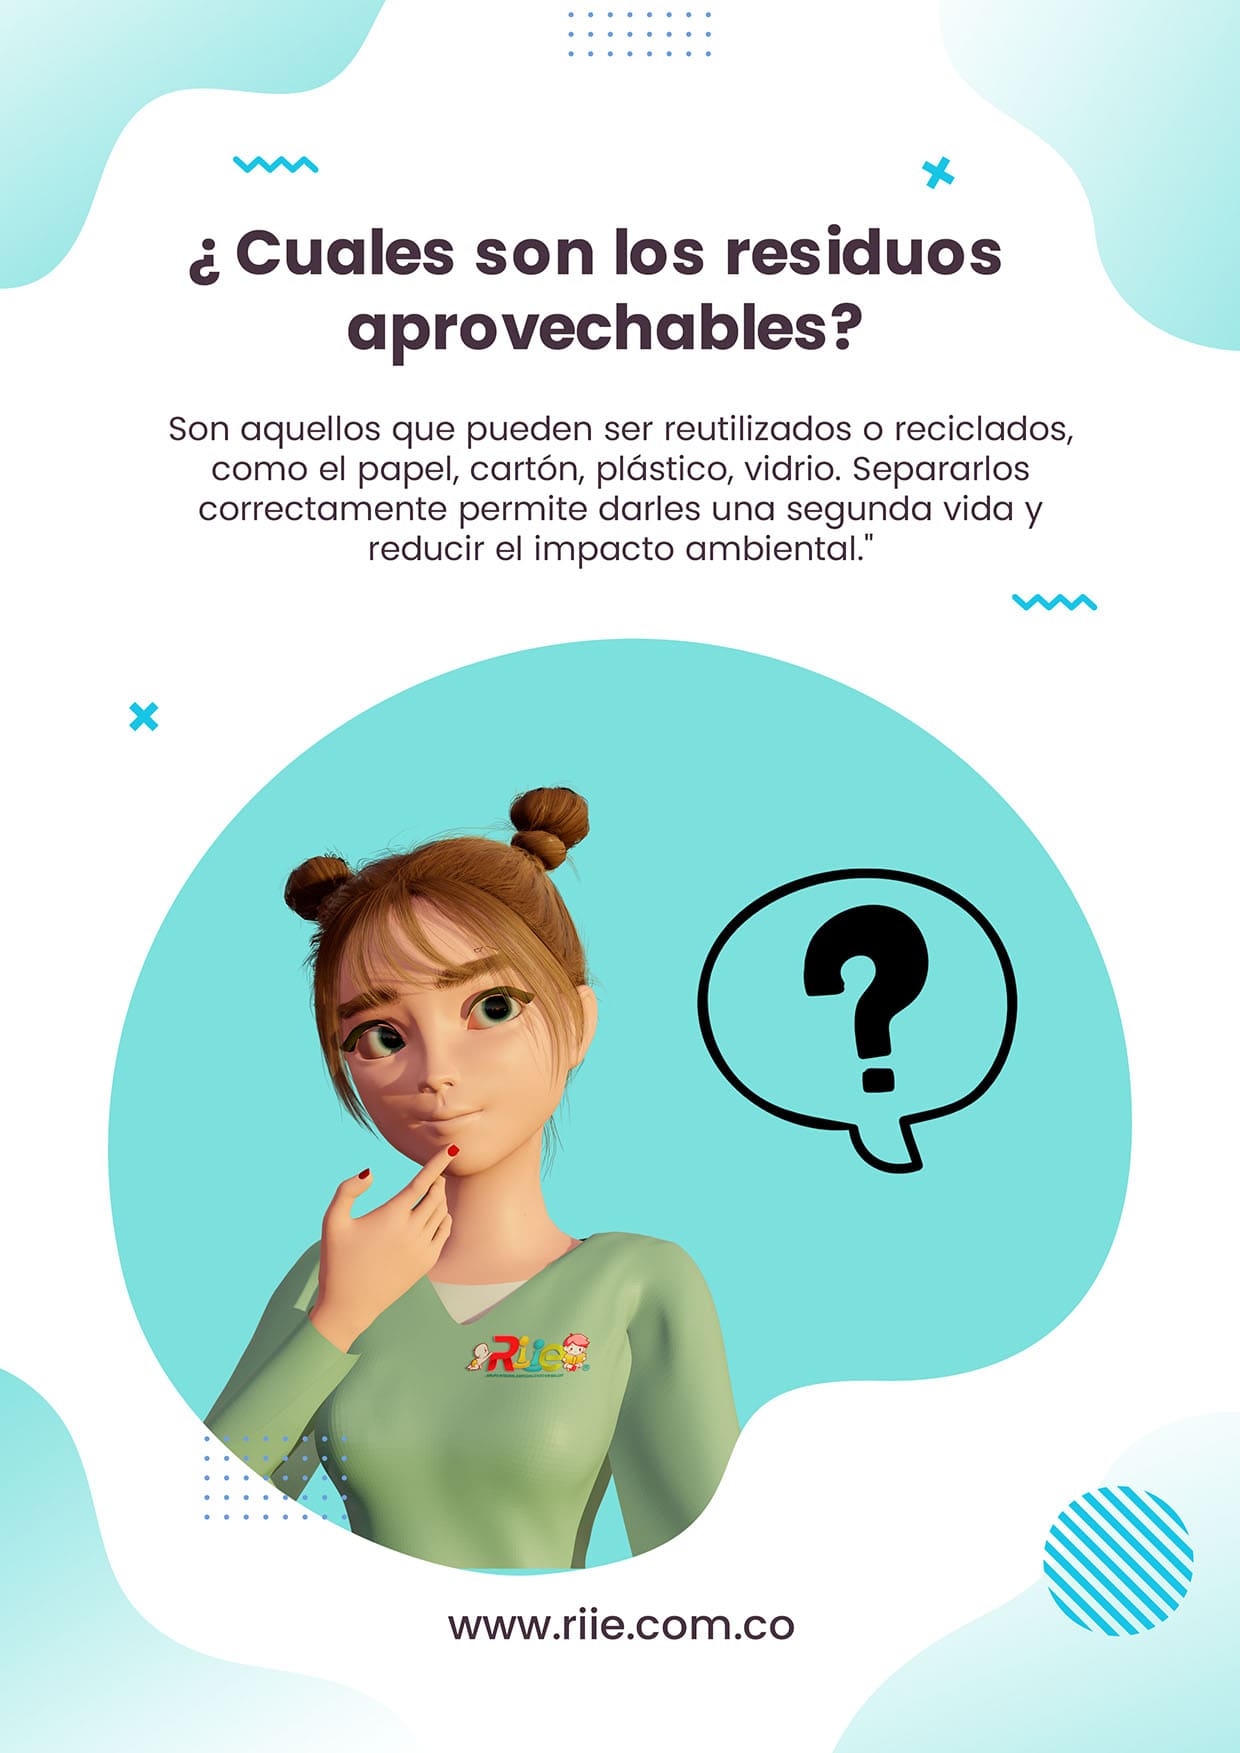 ¿ Cuales son los residuos
aprovechables?
Son aquellos que pueden ser reutilizados o reciclados,
como el papel, cartón, plástico, vidrio. Separarlos
correctamente permite darles una segunda vida y
reducir el impacto ambiental."
?
Riie
www.riie.com.co